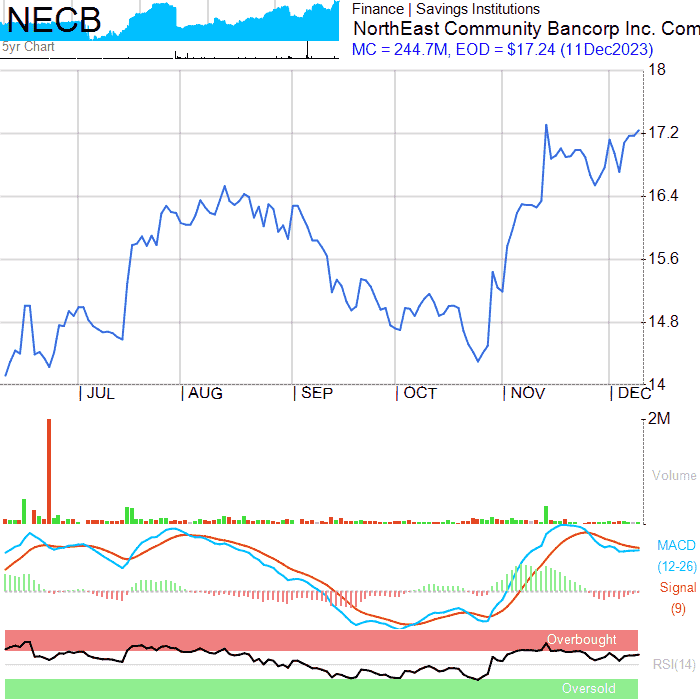 NECB
5yr Chart
Finance | Savings Institutions
NorthEast Community Bancorp Inc. Com
MC = 244.7M, EOD = $17.24 (11Dec2023)
18
17.2
16.4
15.6
14.8
14
JUL AUG SEP OCT NOV DEC
2M
Volume
MACD
(12-26)
Signal
(9)
Overbought
RSI(14)
Oversold